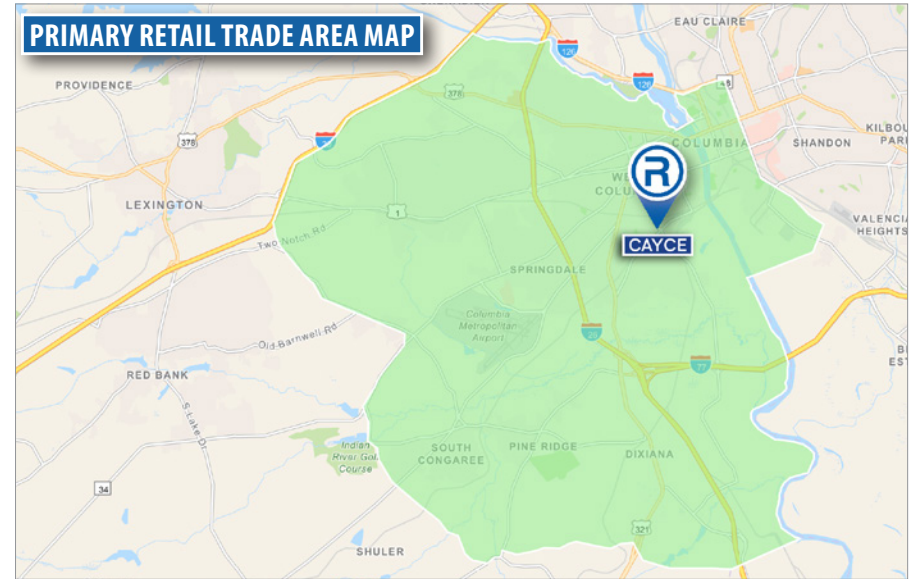 PRIMARY RETAIL TRADE AREA MAP
EAU CLAIRE
126
126
PROVIDENCE
378
48
378
COLUMBIA
SHANDON
R
LEXINGTON
1
CAYCE
VALENCIA
HEIGHTS
Two Notch Rd
SPRINGDALE
Columbia
Metropolitan
Airport
26
Old Barnwell Rd
77
RED BANK
S Lake Dr
Indian
River Golf
Course
SOUTH
CONGAREE
PINE RIDGE
DIXIANA
34
321
SHULER